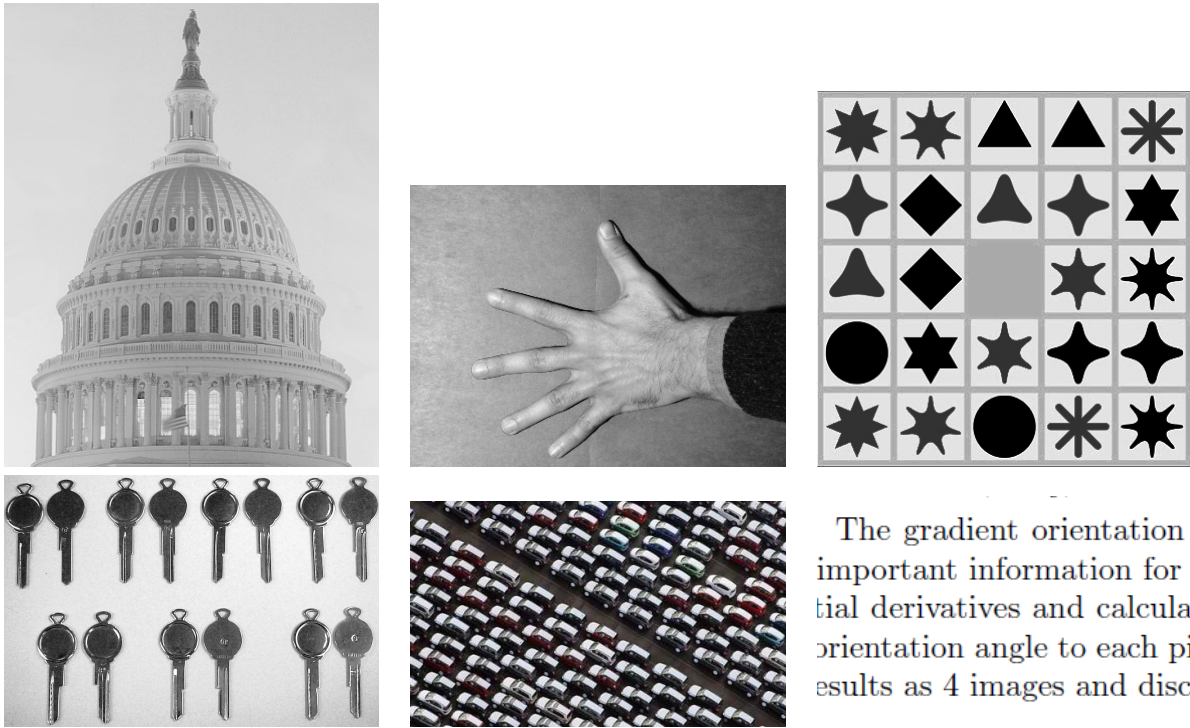 The gradient orientation
important information for
tial derivatives and calcula
orientation angle to each pi
esults as 4 images and disc